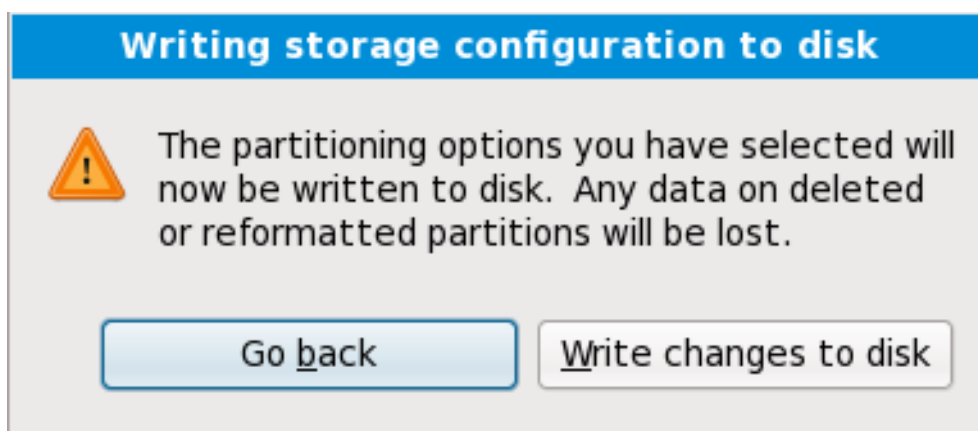 Writing storage configuration to disk
The partitioning options you have selected will
now be written to disk.  Any data on deleted
or reformatted partitions will be lost.
!
Go back
Write changes to disk